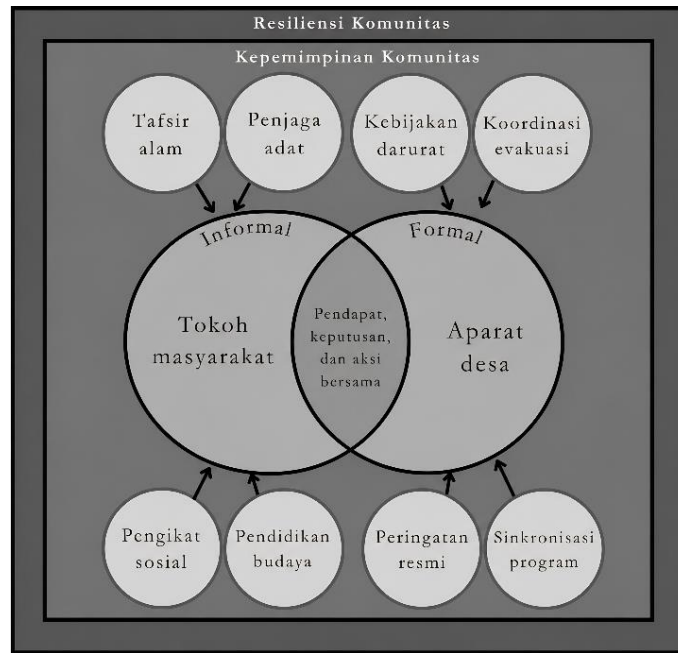 Resiliensi Komunitas
Kepemimpinan Komunitas
Tafsir
alam
Penjaga
adat
Kebijakan
darurat
Koordinasi
evakuasi
Informal
Formal
Tokoh
masyarakat
Pendapat,
keputusan,
dan aksi
bersama
Aparat
desa
Pengikat
sosial
Pendidikan
budaya
Peringatan
resmi
Sinkronisasi
program